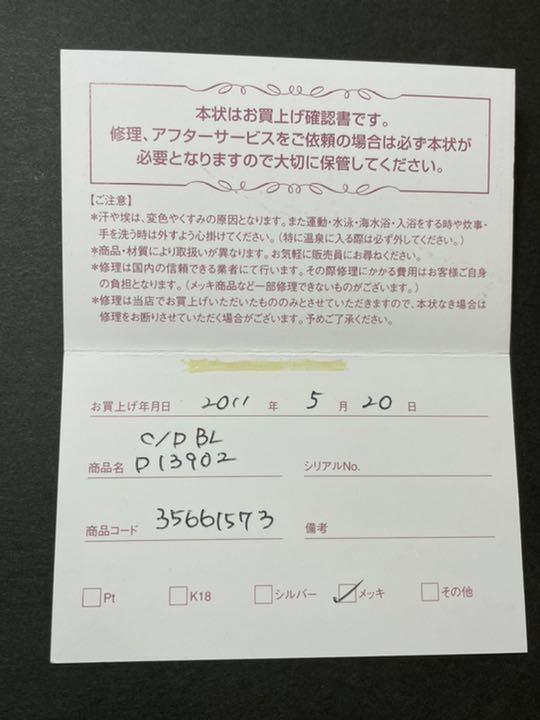 本状はお買上げ確認書です。
修理、アフターサービスをご依頼の場合は必ず本状が
必要となりますので大切に保管してください。
【ご注意】
*汗や埃は、変色やくすみの原因となります。また運動・水泳・海水浴・入浴をする時や炊事・
手を洗う時は外すよう心掛けてください。(特に温泉に入る際は必ず外してください。)
*商品・材質により取扱いが異なります。お気軽に販売員にお尋ねください。
*修理は国内の信頼できる業者にて行います。その際修理にかかる費用はお客様ご自身
の負担となります。(メッキ商品など一部修理できないものがございます。)
*修理は当店でお買上げいただいたもののみとさせていただきますので、本状なき場合は
修理をお断りさせていただく場合がございます。予めご了承ください。
お買上げ年月日 2011 年 5 月 20 日
C/D BL
商品名 D13902 シリアルNo.
商品コード 35661573 備考
Pt K18 シルバー メッキ その他